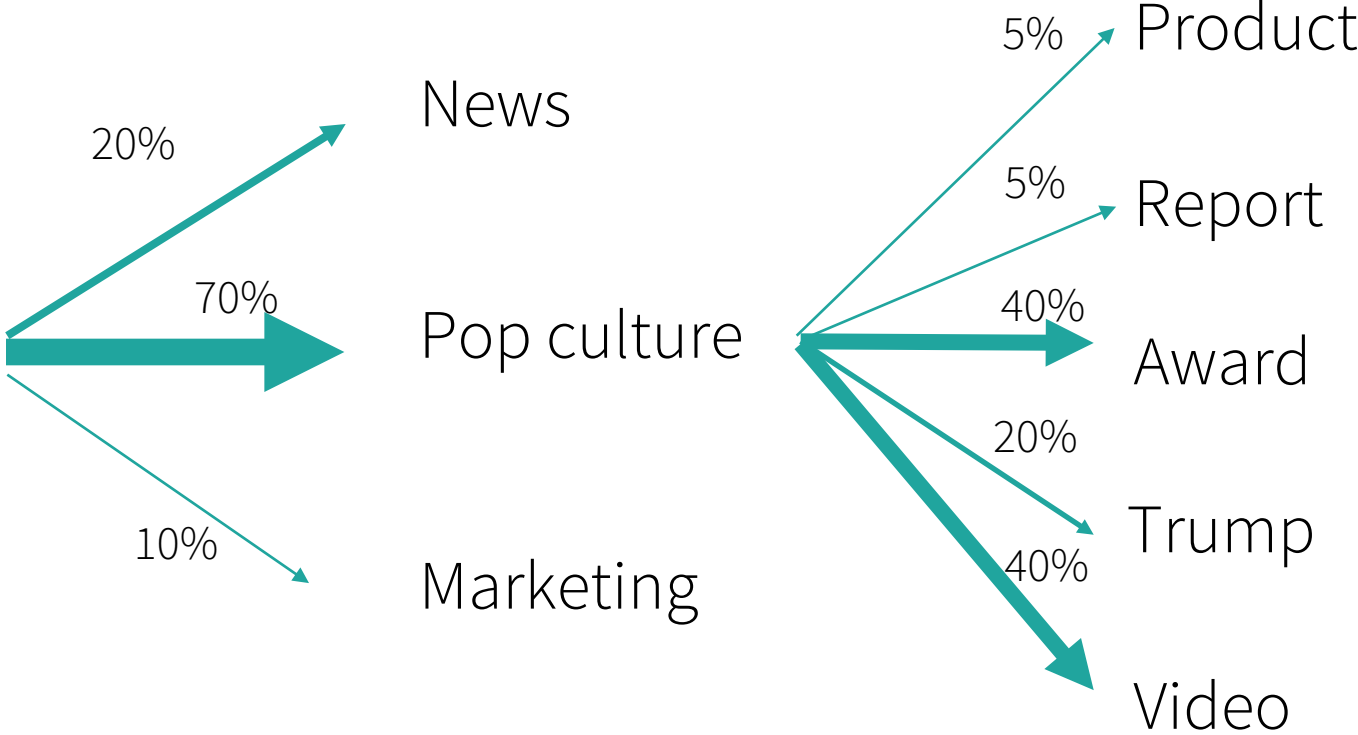 20%
News
70%
Pop culture
10%
Marketing
5%
Product
5%
Report
40%
Award
20%
Trump
40%
Video